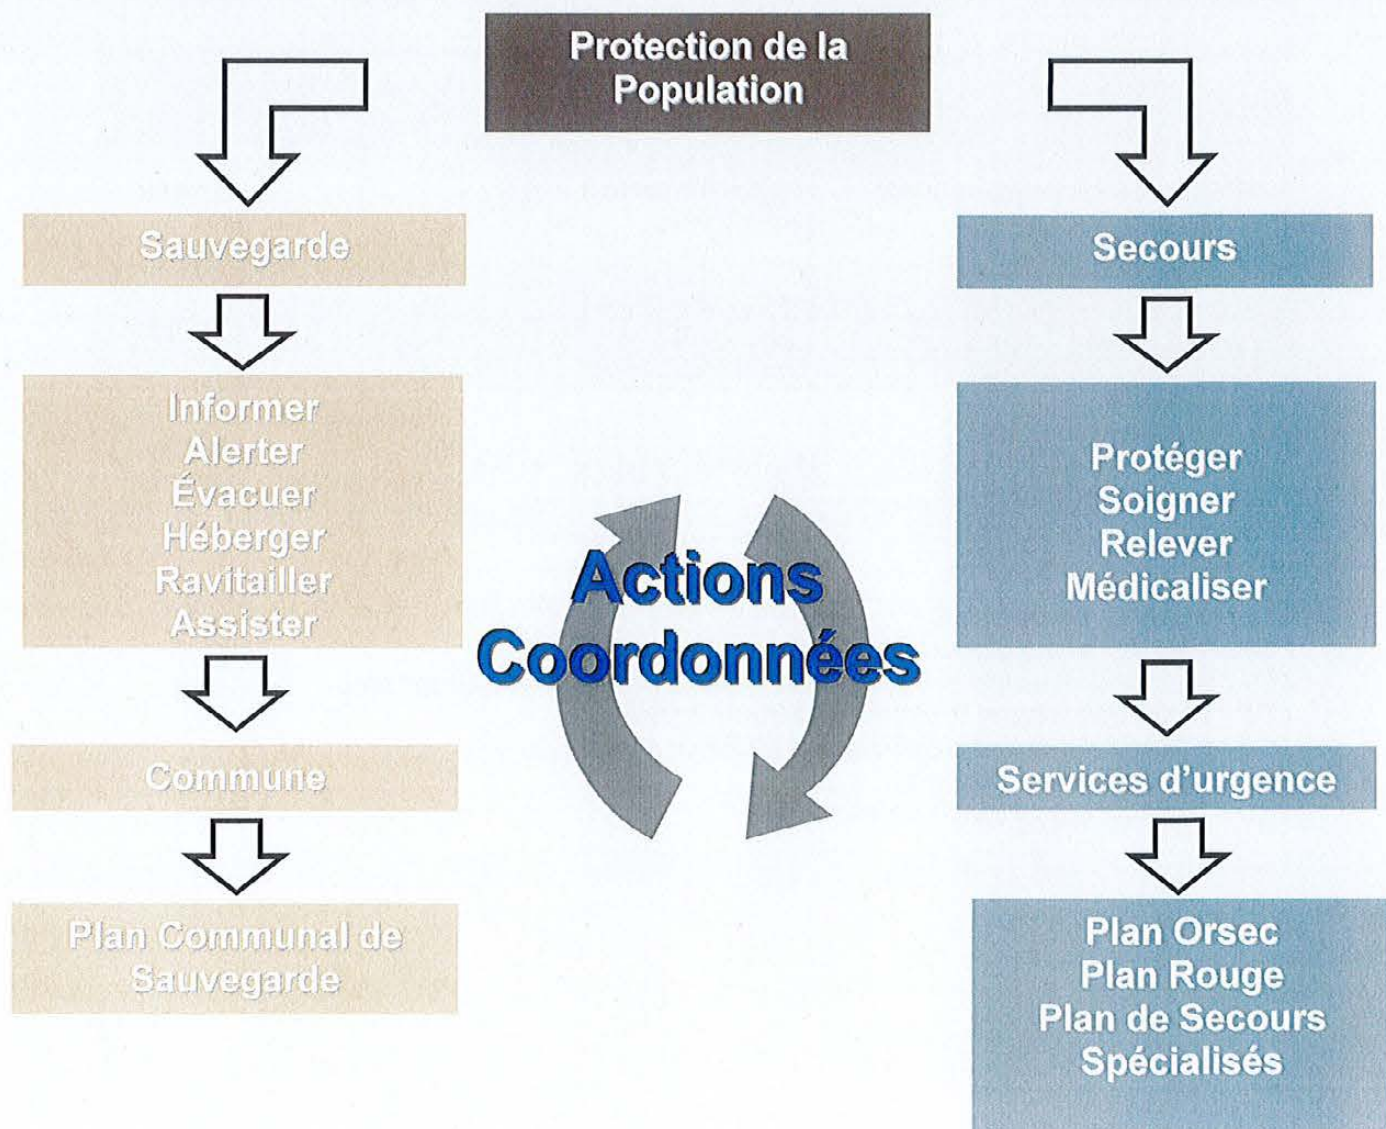 Protection de la
Population
Sauvegarde
Secours
Informer
Alerter
Évacuer
Héberger
Ravitailler
Assister
Protéger
Soigner
Relever
Médicaliser
Actions
Coordonnées
Commune
Services d'urgence
Plan Communal de
Sauvegarde
Plan Orsec
Plan Rouge
Plan de Secours
Spécialisés